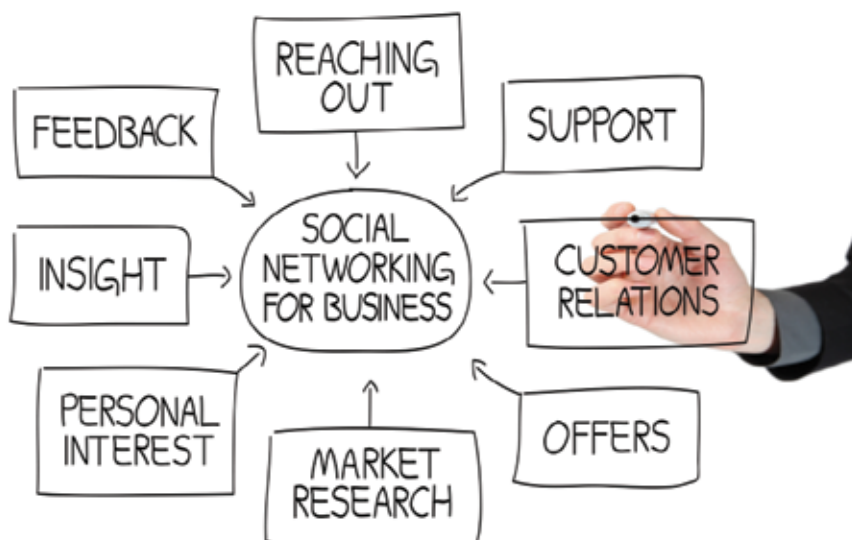 REACHING
OUT
FEEDBACK
SUPPORT
SOCIAL
NETWORKING
FOR BUSINESS
INSIGHT
CUSTOMER
RELATIONS
PERSONAL
INTEREST
MARKET
RESEARCH
OFFERS